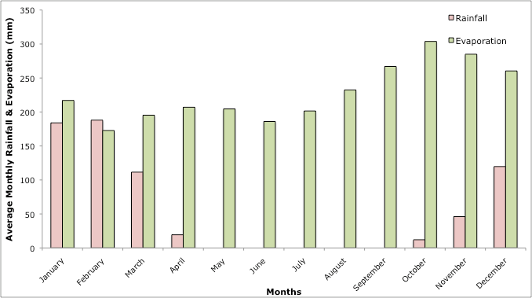 350
300
250
200
150
100
50
0
Average Monthly Rainfall & Evaporation (mm)
Rainfall
Evaporation
January
February
March
April
May
June
July
August
September
October
November
December
Months